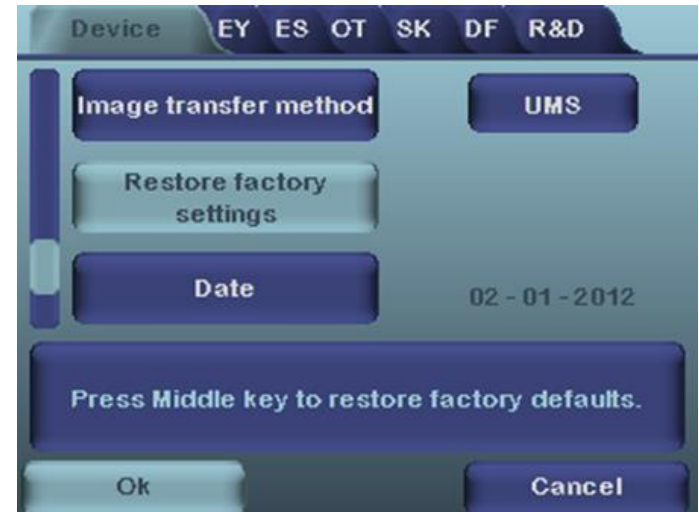 Device EY ES OT SK DF R&D
Image transfer method UMS
Restore factory
settings
Date 02 - 01 - 2012
Press Middle key to restore factory defaults.
Ok Cancel